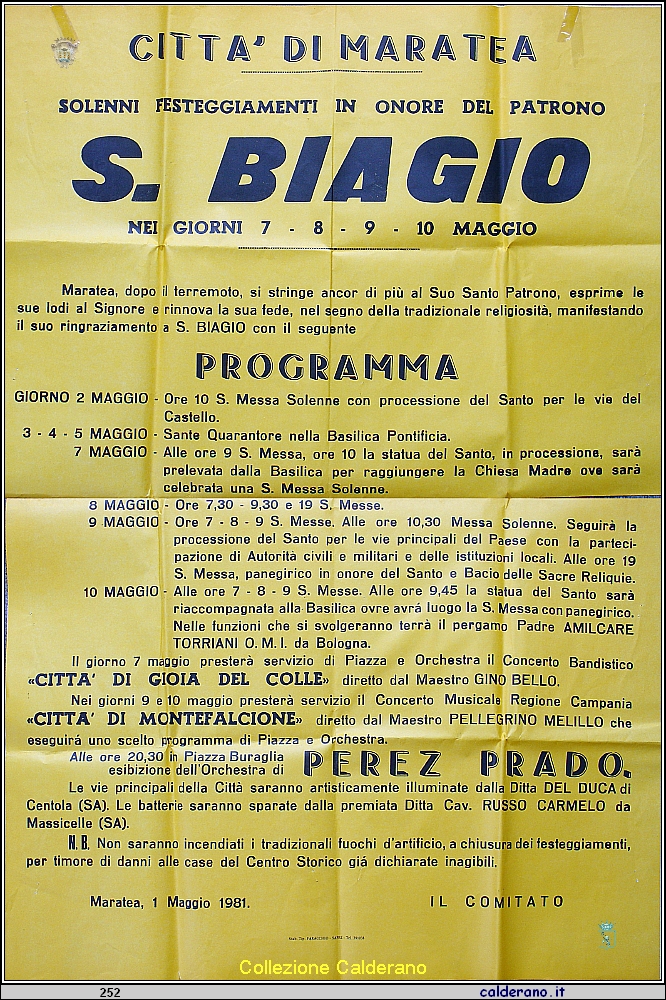 CITTA' DI MARATEA
SOLENNI FESTEGGIAMENTI IN ONORE DEL PATRONO
S. BIAGIO
NEI GIORNI 7 - 8 - 9 - 10 MAGGIO
Maratea, dopo il terremoto, si stringe ancor di più al Suo Santo Patrono, esprime le
sue lodi al Signore e rinnova la sua fede, nel segno della tradizionale religiosità, manifestando
il suo ringraziamento a S. BIAGIO con il seguente
PROGRAMMA
GIORNO 2 MAGGIO - Ore 10 S. Messa Solenne con processione del Santo per le vie del
Castello.
3 - 4 - 5 MAGGIO - Sante Quarantore nella Basilica Pontificia.
7 MAGGIO - Alle ore 9 S. Messa, ore 10 la statua del Santo, in processione, sarà
prelevata dalla Basilica per raggiungere la Chiesa Madre ove sarà
celebrata una S. Messa Solenne.
8 MAGGIO - Ore 7,30 - 9,30 e 19 S. Messe.
9 MAGGIO - Ore 7 - 8 - 9 S. Messe. Alle ore 10,30 Messa Solenne. Seguirà la
processione del Santo per le vie principali del Paese con la parteci-
pazione di Autorità civili e militari e delle istituzioni locali. Alle ore 19
S. Messa, panegirico in onore del Santo e Bacio delle Sacre Reliquie.
10 MAGGIO - Alle ore 7 - 8 - 9 S. Messe. Alle ore 9,45 la statua del Santo sarà
riaccompagnata alla Basilica ovre avrá luogo la S. Messa con panegirico.
Nelle funzioni che si svolgeranno terrà il pergamo Padre AMILCARE
TORRIANI O.M.I. da Bologna.
Il giorno 7 maggio presterà servizio di Piazza e Orchestra il Concerto Bandistico
«CITTA' DI GIOIA DEL COLLE» diretto dal Maestro GINO BELLO.
Nei giorni 9 e 10 maggio presterà servizio il Concerto Musicale Regione Campania
«CITTA' DI MONTEFALCIONE» diretto dal Maestro PELLEGRINO MELILLO che
eseguirá uno scelto programma di Piazza e Orchestra.
Alle ore 20,30 in Piazza Buraglia
esibizione dell'Orchestra di PEREZ PRADO.
Le vie principali della Città saranno artisticamente illuminate dalla Ditta DEL DUCA di
Centola (SA). Le batterie saranno sparate dalla premiata Ditta Cav. RUSSO CARMELO da
Massicelle (SA).
N.B. Non saranno incendiati i tradizionali fuochi d'artificio, a chiusura dei festeggiamenti,
per timore di danni alle case del Centro Storico giá dichiarate inagibili.
Maratea, 1 Maggio 1981. IL COMITATO
Collezione Calderano
252 calderano.it